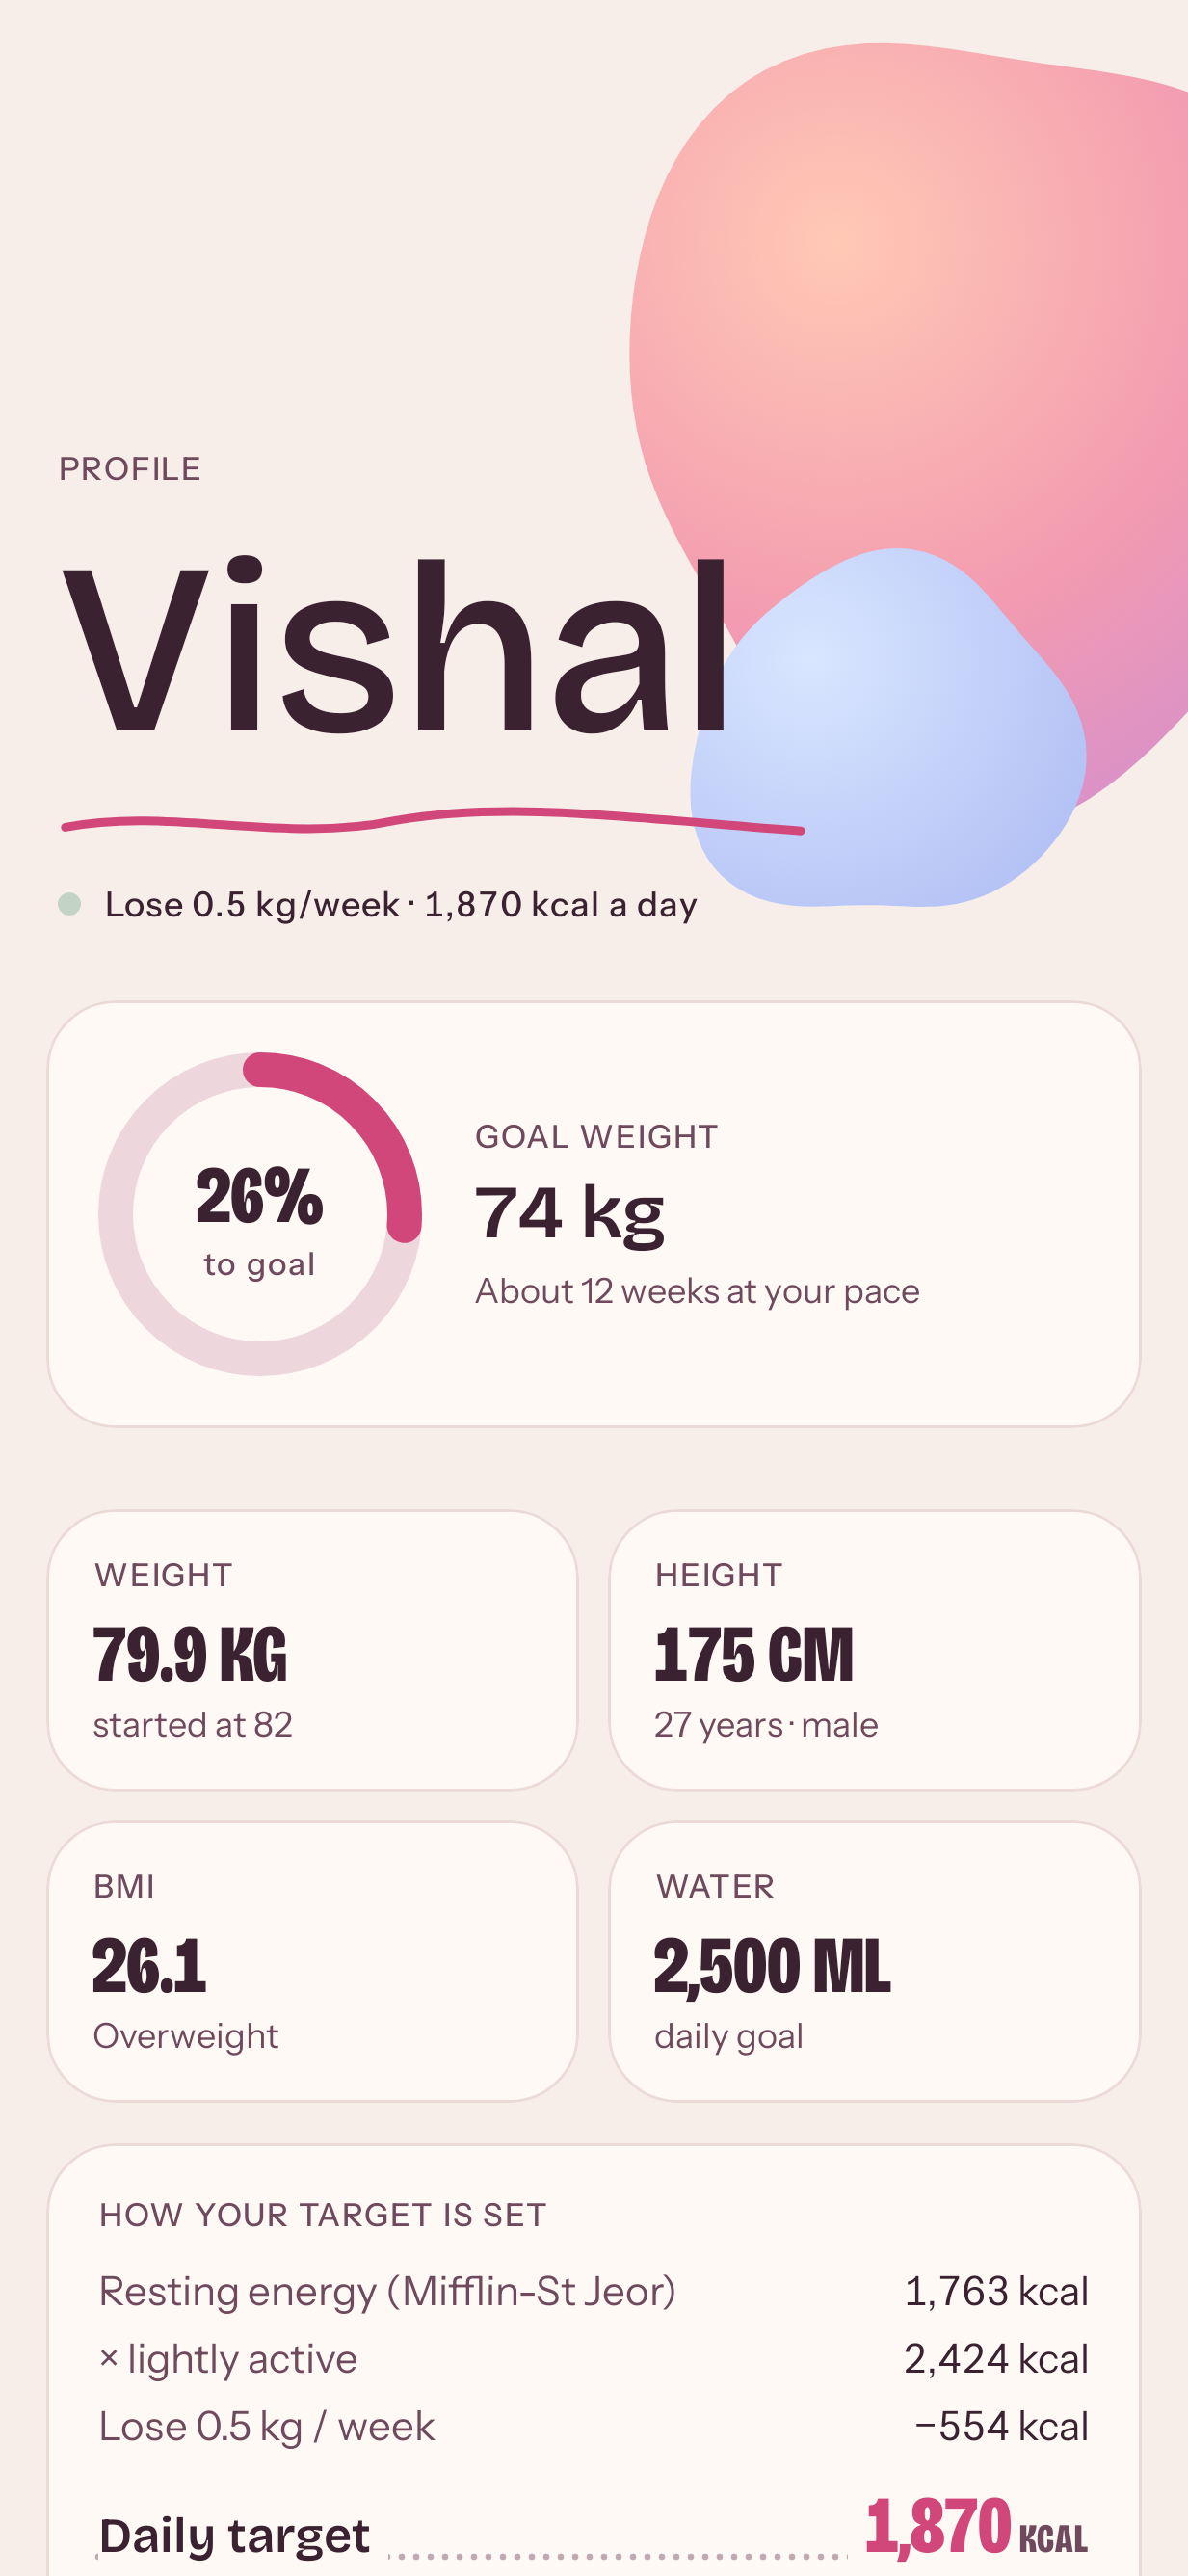 PROFILE
Vishal
Lose 0.5 kg/week · 1,870 kcal a day
26%
to goal
GOAL WEIGHT
74 kg
About 12 weeks at your pace
WEIGHT
79.9 KG
started at 82
HEIGHT
175 CM
27 years · male
BMI
26.1
Overweight
WATER
2,500 ML
daily goal
HOW YOUR TARGET IS SET
Resting energy (Mifflin-St Jeor) 1,763 kcal
× lightly active 2,424 kcal
Lose 0.5 kg / week −554 kcal
Daily target 1,870 KCAL